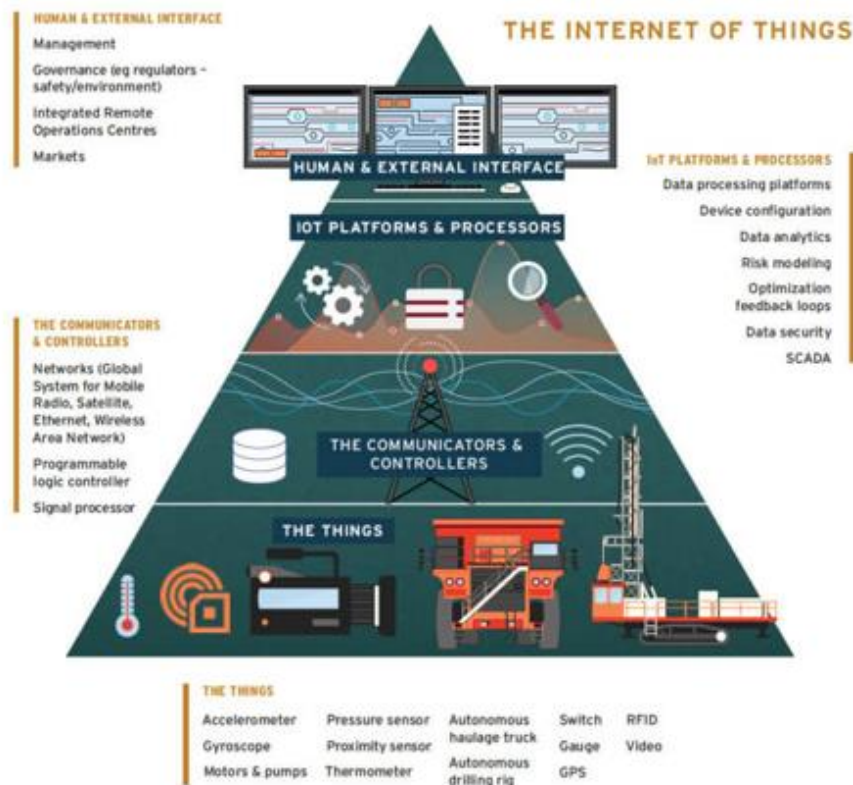 THE INTERNET OF THINGS
HUMAN & EXTERNAL INTERFACE
Management
Governance (eg regulators –
safety/environment)
Integrated Remote
Operations Centres
Markets
HUMAN & EXTERNAL INTERFACE
IOT PLATFORMS & PROCESSORS
IoT PLATFORMS & PROCESSORS
Data processing platforms
Device configuration
Data analytics
Risk modeling
Optimization
feedback loops
Data security
SCADA
THE COMMUNICATORS
& CONTROLLERS
Networks (Global
System for Mobile
Radio, Satellite,
Ethernet, Wireless
Area Network)
Programmable
logic controller
Signal processor
THE COMMUNICATORS &
CONTROLLERS
THE THINGS
THE THINGS
Accelerometer
Gyroscope
Motors & pumps
Pressure sensor
Proximity sensor
Thermometer
Autonomous
haulage truck
Autonomous
drilling rig
Switch
Gauge
GPS
RFID
Video